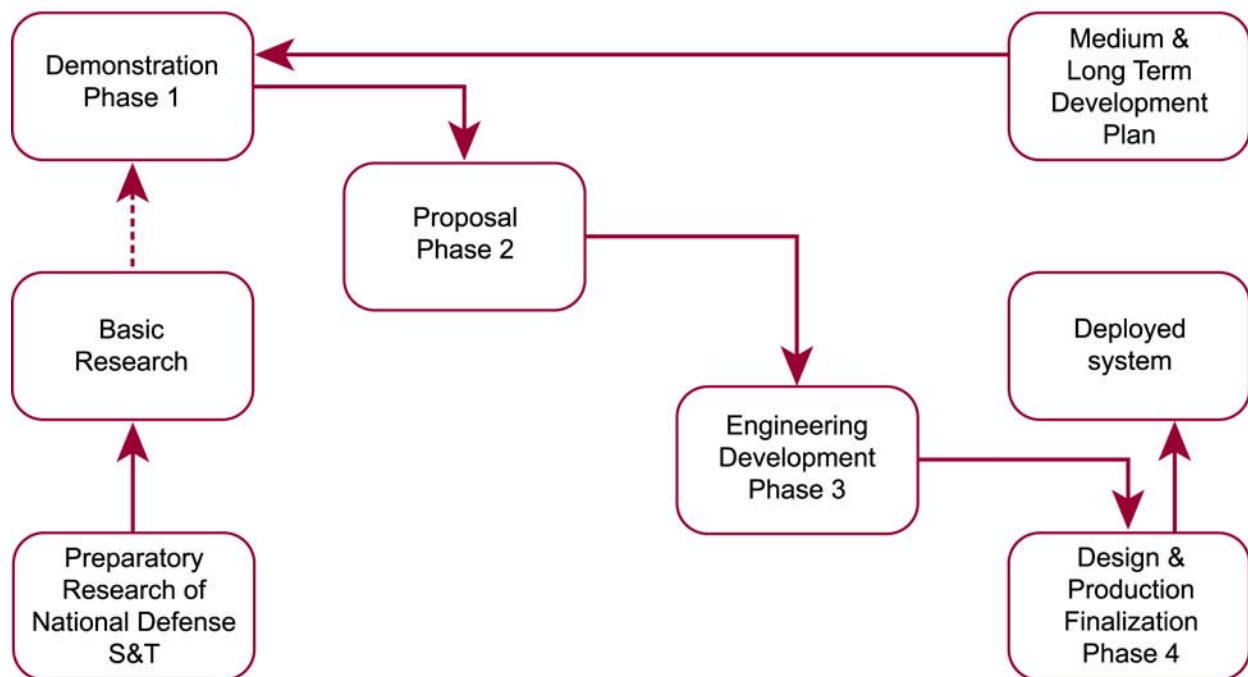 Demonstration
Phase 1
Medium &
Long Term
Development
Plan
Proposal
Phase 2
Basic
Research
Deployed
system
Engineering
Development
Phase 3
Preparatory
Research of
National Defense
S&T
Design &
Production
Finalization
Phase 4